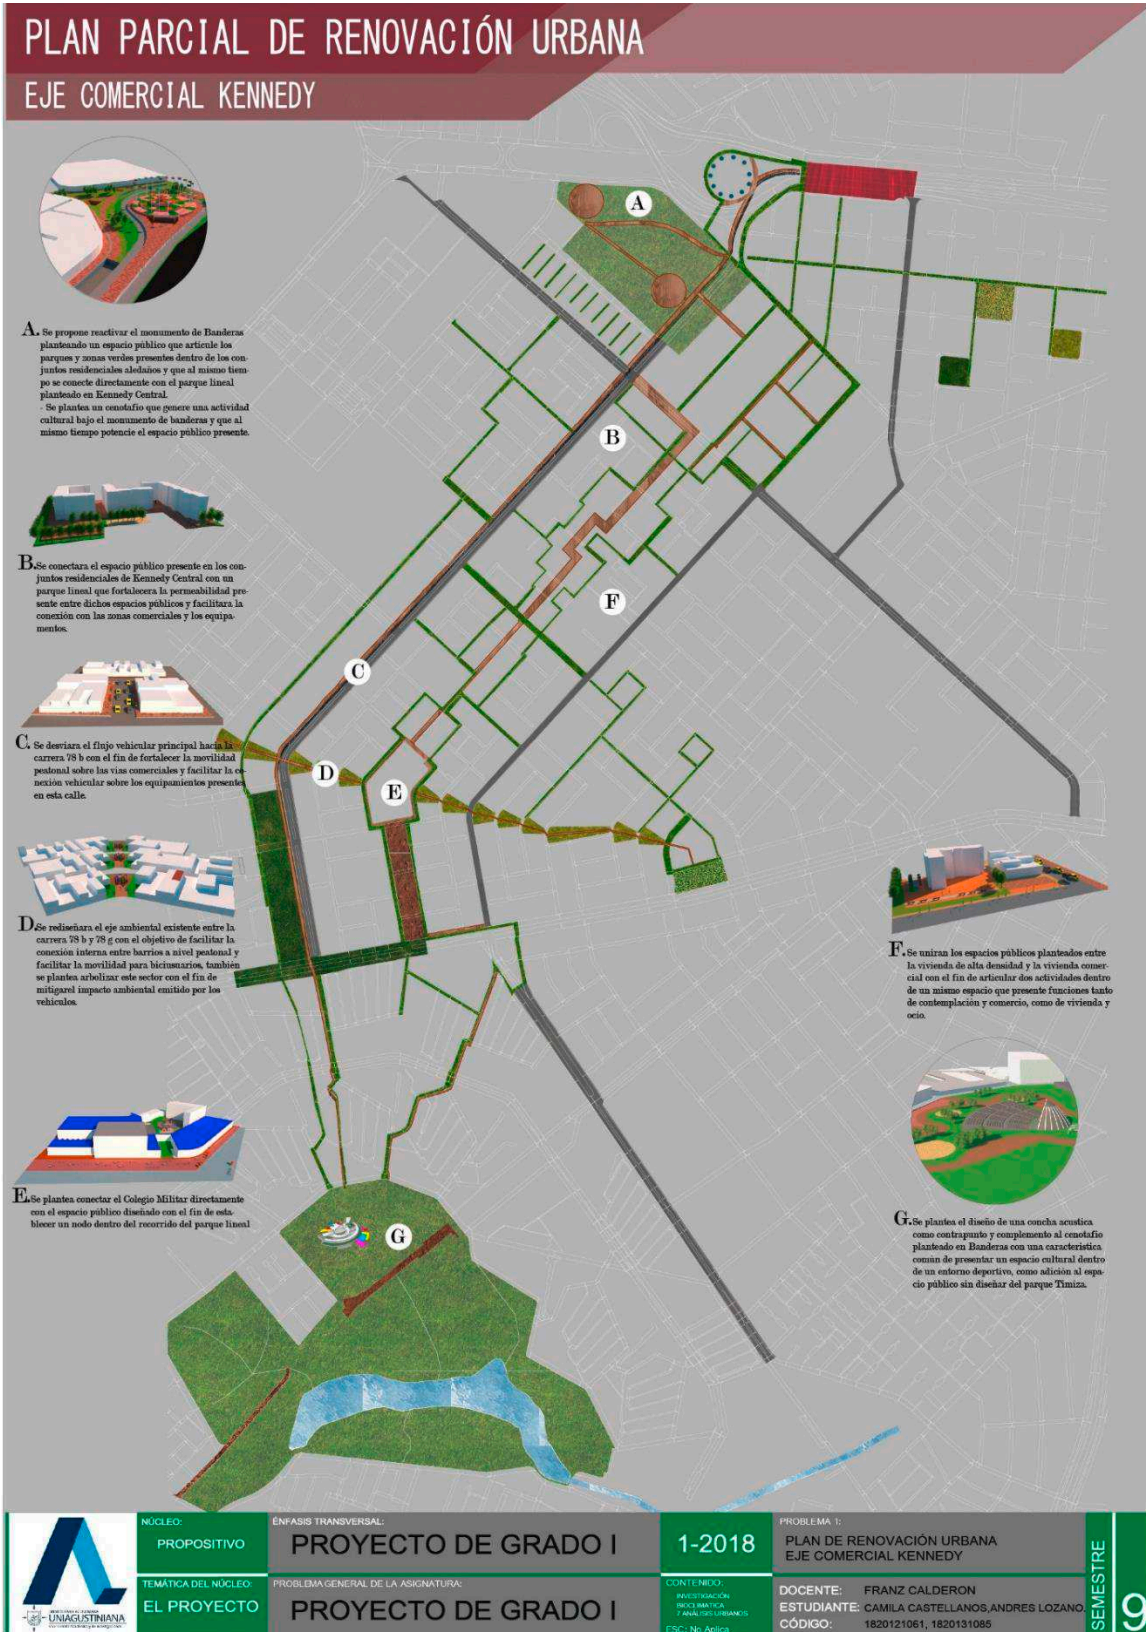 PLAN PARCIAL DE RENOVACIÓN URBANA
EJE COMERCIAL KENNEDY
A. Se propone reactivar el monumento de Banderas
planteando un espacio público que articule los
parques y zonas verdes presentes dentro de los con-
juntos residenciales aledaños y que al mismo tiem-
po se conecte directamente con el parque lineal
planteado en Kennedy Central.
- Se plantea un cenotafio que genere una actividad
cultural bajo el monumento de banderas y que al
mismo tiempo potencie el espacio público presente.
B. Se conectara el espacio público presente en los con-
juntos residenciales de Kennedy Central con un
parque lineal que fortalecera la permeabilidad pre-
sente entre dichos espacios públicos y facilitara la
conexión con las zonas comerciales y los equipa-
mentos.
C. Se desviara el flujo vehicular principal hacia la
carrera 78 b con el fin de fortalecer la movilidad
peatonal sobre las vias comerciales y facilitar la co-
nexión vehicular sobre los equipamientos presentes
en esta calle.
D. Se rediseñara el eje ambiental existente entre la
carrera 78 b y 78 g con el objetivo de facilitar la
conexión interna entre barrios a nivel peatonal y
facilitar la movilidad para biciusuarios, también
se plantea arbolizar este sector con el fin de
mitigarel impacto ambiental emitido por los
vehiculos.
E. Se plantea conectar el Colegio Militar directamente
con el espacio público diseñado con el fin de esta-
blecer un nodo dentro del recorrido del parque lineal
A
B
F
C
D
E
G
F. Se uniran los espacios públicos planteados entre
la vivienda de alta densidad y la vivienda comer-
cial con el fin de articular dos actividades dentro
de un mismo espacio que presente funciones tanto
de contemplación y comercio, como de vivienda y
ocio.
G. Se plantea el diseño de una concha acustica
como contrapunto y complemento al cenotafio
planteado en Banderas con una caracteristica
común de presentar un espacio cultural dentro
de un entorno deportivo, como adición al espa-
cio público sin diseñar del parque Timiza.
UNIAGUSTINIANA
NÚCLEO:
PROPOSITIVO
TEMÁTICA DEL NÚCLEO:
EL PROYECTO
ÉNFASIS TRANSVERSAL:
PROYECTO DE GRADO I
PROBLEMA GENERAL DE LA ASIGNATURA:
PROYECTO DE GRADO I
1-2018
CONTENIDO:
INVESTIGACIÓN
BIOCLIMATICA
7 ANÁLISIS URBANOS
ESC: No Aplica
PROBLEMA 1:
PLAN DE RENOVACIÓN URBANA
EJE COMERCIAL KENNEDY
DOCENTE: FRANZ CALDERON
ESTUDIANTE: CAMILA CASTELLANOS,ANDRES LOZANO.
CÓDIGO: 1820121061, 1820131085
SEMESTRE
9